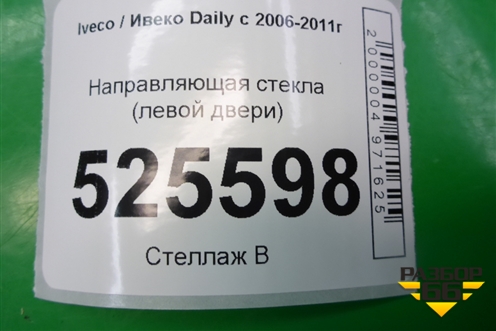 Iveco / Ивеко Daily с 2006-2011г
Направляющая стекла
(левой двери)
525598
Стеллаж В
2000004971625
РАЗБОР
66